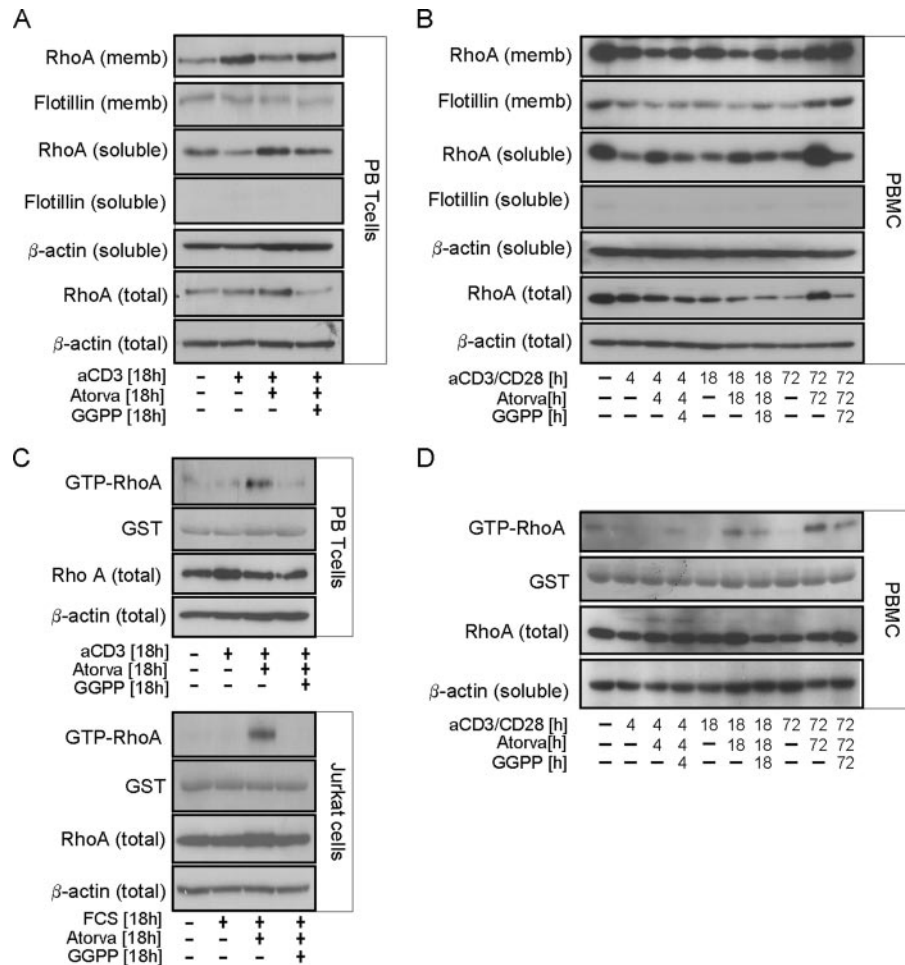 A
RhoA (memb)
Flotillin (memb)
RhoA (soluble)
Flotillin (soluble)
β-actin (soluble)
RhoA (total)
β-actin (total)
PB Tcells
aCD3 [18h] – + + +
Atorva [18h] – – + +
GGPP [18h] – – – +
B
RhoA (memb)
Flotillin (memb)
RhoA (soluble)
Flotillin (soluble)
β-actin (soluble)
RhoA (total)
β-actin (total)
PBMC
aCD3/CD28 [h] – 4 4 4 18 18 18 72 72 72
Atorva[h] – – 4 4 – 18 18 – 72 72
GGPP [h] – – – 4 – – 18 – – 72
C
GTP-RhoA
GST
Rho A (total)
β-actin (total)
PB Tcells
aCD3 [18h] – + + +
Atorva [18h] – – + +
GGPP [18h] – – – +
GTP-RhoA
GST
RhoA (total)
β-actin (total)
Jurkat cells
FCS [18h] – + + +
Atorva [18h] – – + +
GGPP [18h] – – – +
D
GTP-RhoA
GST
RhoA (total)
β-actin (soluble)
PBMC
aCD3/CD28 [h] – 4 4 4 18 18 18 72 72 72
Atorva[h] – – 4 4 – 18 18 – 72 72
GGPP [h] – – – 4 – – 18 – – 72